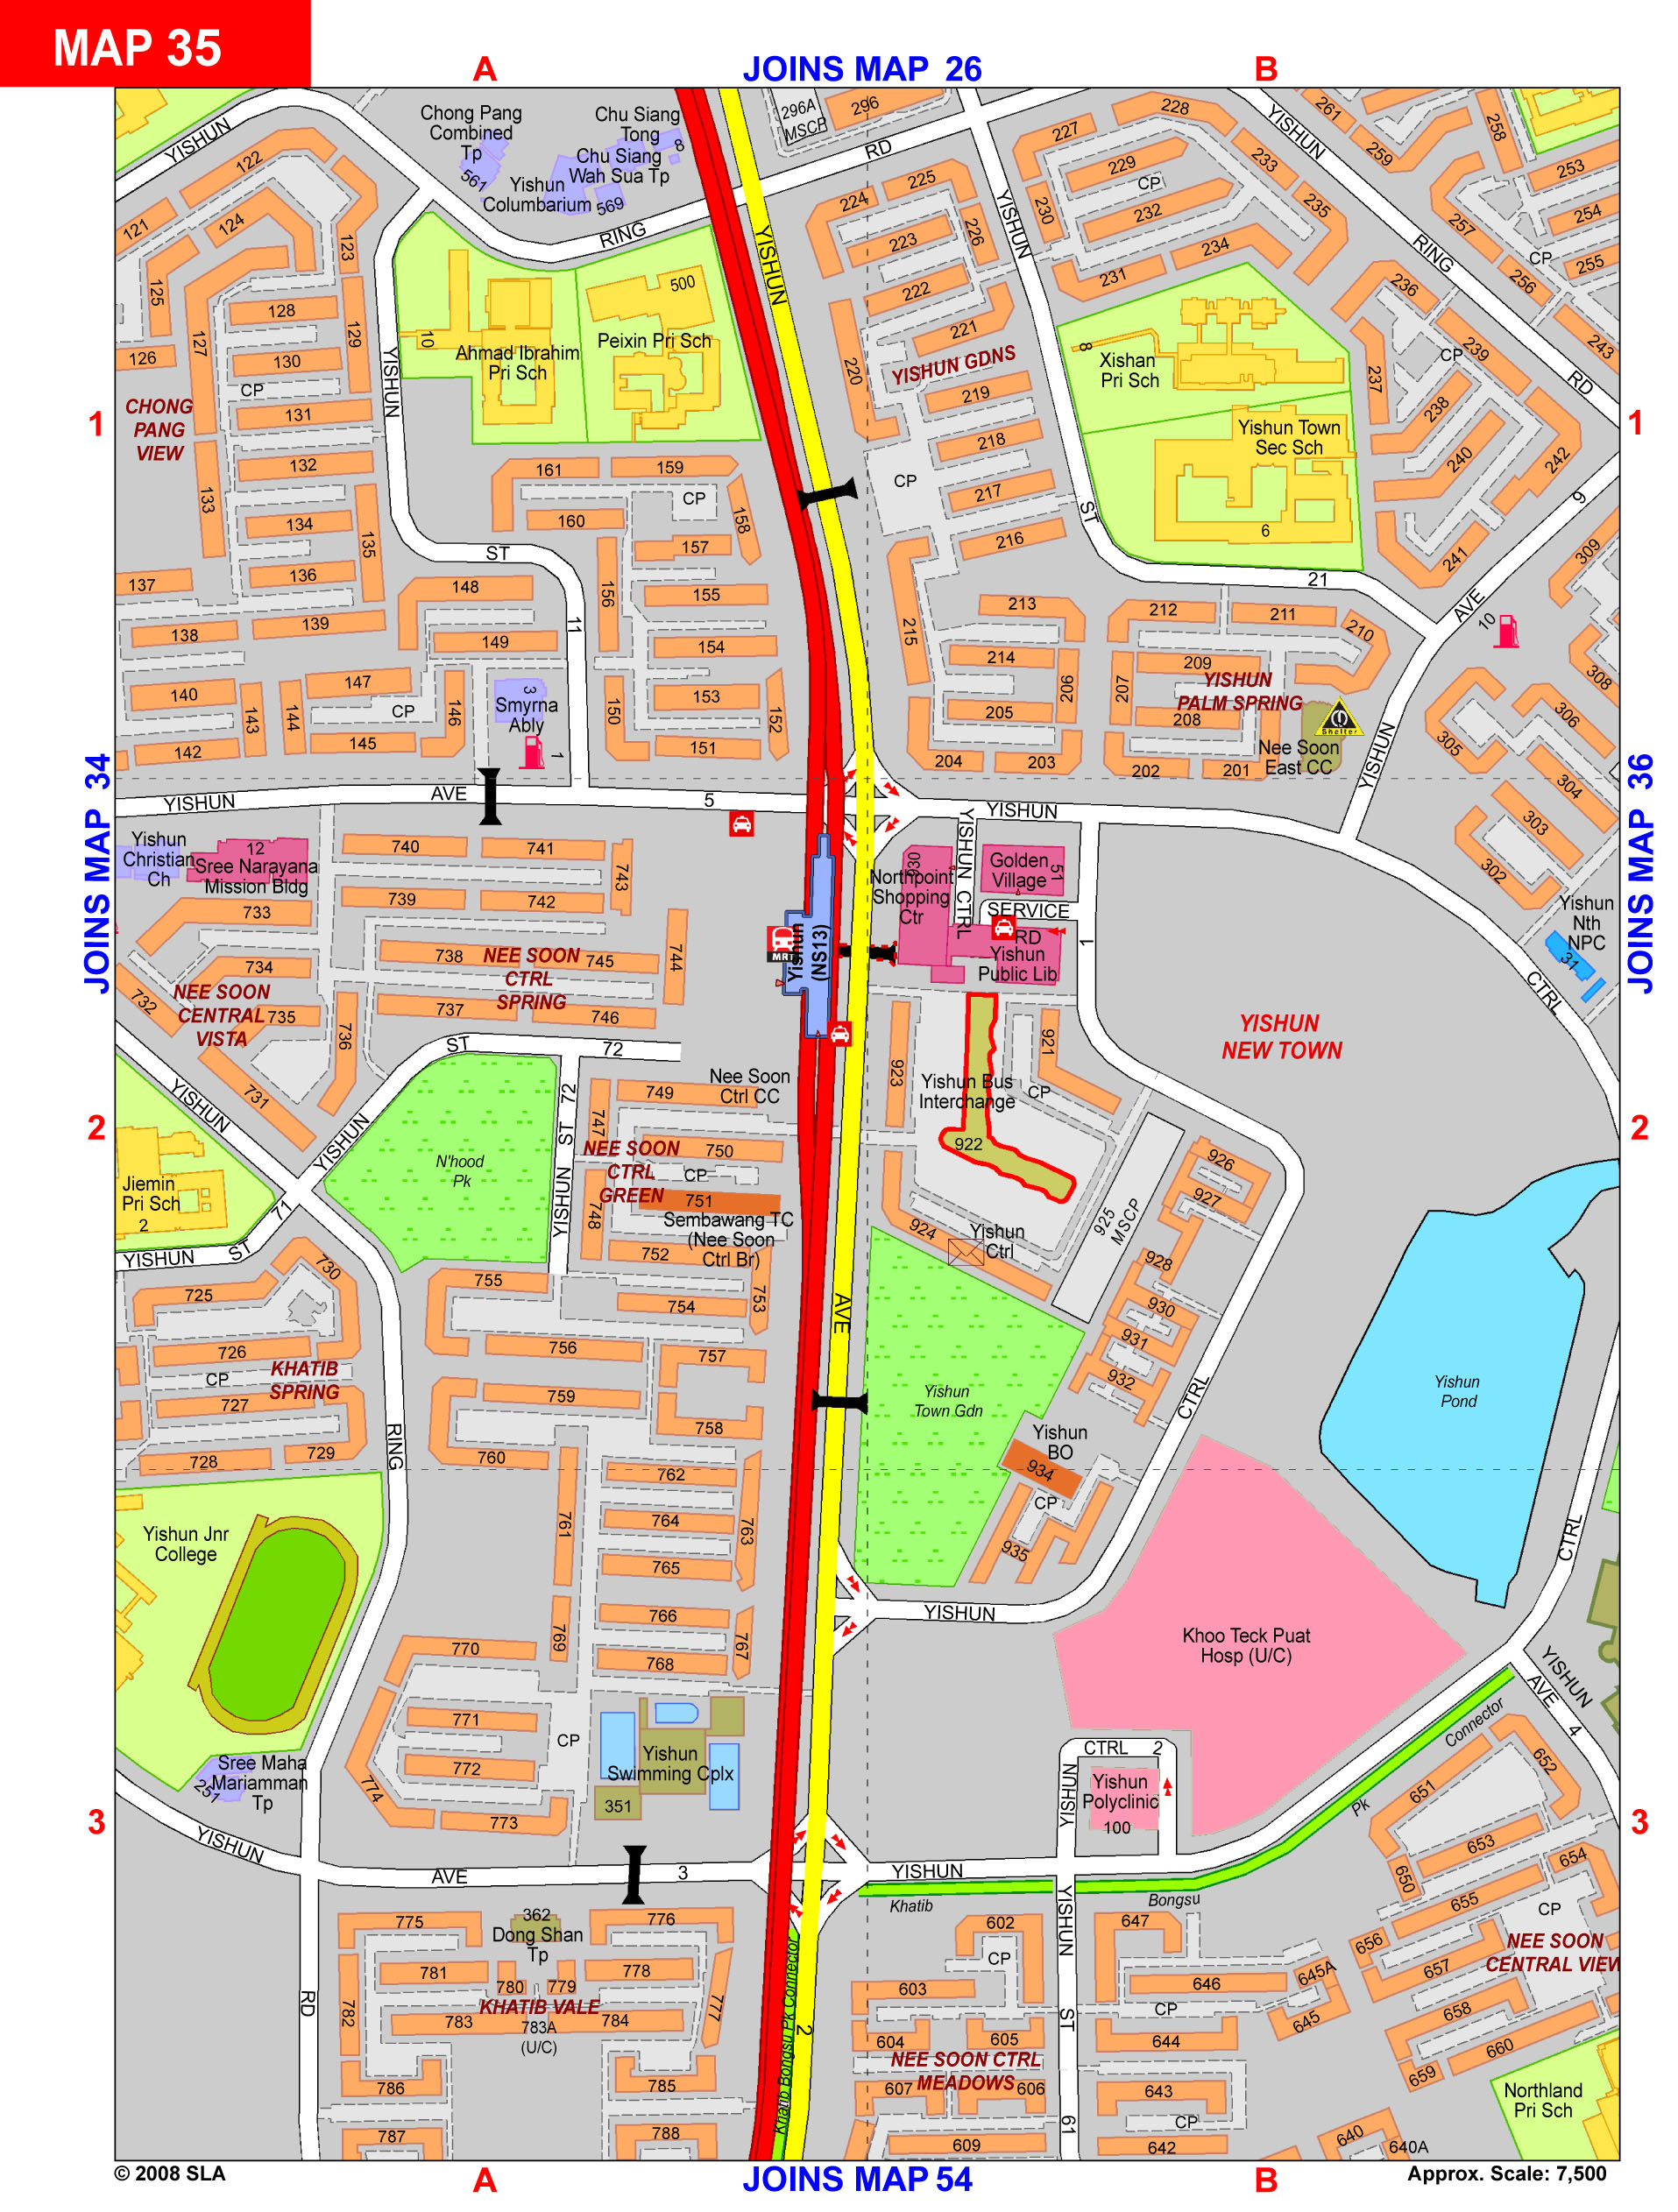 MAP 35
A
JOINS MAP 26
B
JOINS MAP 34
JOINS MAP 36
1
1
2
2
3
3
YISHUN
122
121
124
123
125
127
128
129
126
130
CP
131
CHONG
PANG
VIEW
132
133
134
135
136
137
138
139
140
142
143
144
145
146
147
148
149
CP
Chong Pang
Combined
Tp
561
Chu Siang
Tong
8
Chu Siang
Wah Sua Tp
Yishun
Columbarium
569
RING
RD
296A
MSCP
296
10
Ahmad Ibrahim
Pri Sch
500
Peixin Pri Sch
YISHUN
ST
11
161
159
158
CP
160
157
156
155
154
153
152
150
151
3
Smyrna
Ably
1
YISHUN
224
225
226
223
222
221
220
YISHUN GDNS
219
218
217
216
CP
215
213
214
206
205
204
203
YISHUN
ST
21
228
227
229
CP
230
232
231
234
233
235
8
Xishan
Pri Sch
Yishun Town
Sec Sch
6
212
211
210
209
207
208
YISHUN
PALM SPRING
202
201
Nee Soon
East CC
Shelter
YISHUN
RING
RD
261
259
258
253
254
257
256
255
CP
243
236
237
CP
239
238
240
241
242
9
AVE
YISHUN
10
309
308
306
305
304
303
302
YISHUN
AVE
5
YISHUN
Yishun
Christian
Ch
12
Sree Narayana
Mission Bldg
740
741
743
739
742
733
738
745
744
NEE SOON
CTRL
SPRING
734
732
735
736
737
746
NEE SOON
CENTRAL
VISTA
731
MRT
Yishun
(NS13)
930
Northpoint
Shopping
Ctr
YISHUN CTRL
Golden
Village
51
SERVICE
RD
Yishun
Public Lib
1
Yishun
Nth
NPC
31
CTRL
YISHUN
NEW TOWN
ST
72
YISHUN
YISHUN
71
YISHUN ST
Jiemin
Pri Sch
2
N'hood
Pk
YISHUN ST 72
Nee Soon
Ctrl CC
749
747
750
CP
751
748
NEE SOON
CTRL
GREEN
Sembawang TC
(Nee Soon
Ctrl Br)
752
753
754
755
756
757
758
759
760
923
921
Yishun Bus
Interchange
CP
922
924
Yishun
Ctrl
925
MSCP
926
927
928
930
931
932
AVE
Yishun
Town Gdn
Yishun
BO
934
CP
935
CTRL
YISHUN
Yishun
Pond
CTRL
725
730
726
CP
KHATIB
SPRING
727
728
729
RING
Yishun Jnr
College
761
762
763
764
765
766
767
768
769
770
771
772
773
774
CP
Yishun
Swimming Cplx
351
Sree Maha
Mariamman
Tp
251
Khoo Teck Puat
Hosp (U/C)
CTRL
2
YISHUN
Yishun
Polyclinic
100
YISHUN
AVE
4
Connector
Pk
Bongsu
Khatib
YISHUN
AVE
3
YISHUN
RD
775
362
Dong Shan
Tp
776
781
780
779
778
782
KHATIB VALE
783
783A
(U/C)
784
777
786
785
787
788
Khatib Bongsu Pk Connector
2
602
CP
603
604
605
NEE SOON CTRL
MEADOWS
607
606
609
YISHUN
ST
61
647
646
645A
645
CP
644
643
CP
642
640
640A
651
652
653
650
654
655
656
CP
657
NEE SOON
CENTRAL VIEW
658
660
659
Northland
Pri Sch
© 2008 SLA
A
JOINS MAP 54
B
Approx. Scale: 7,500